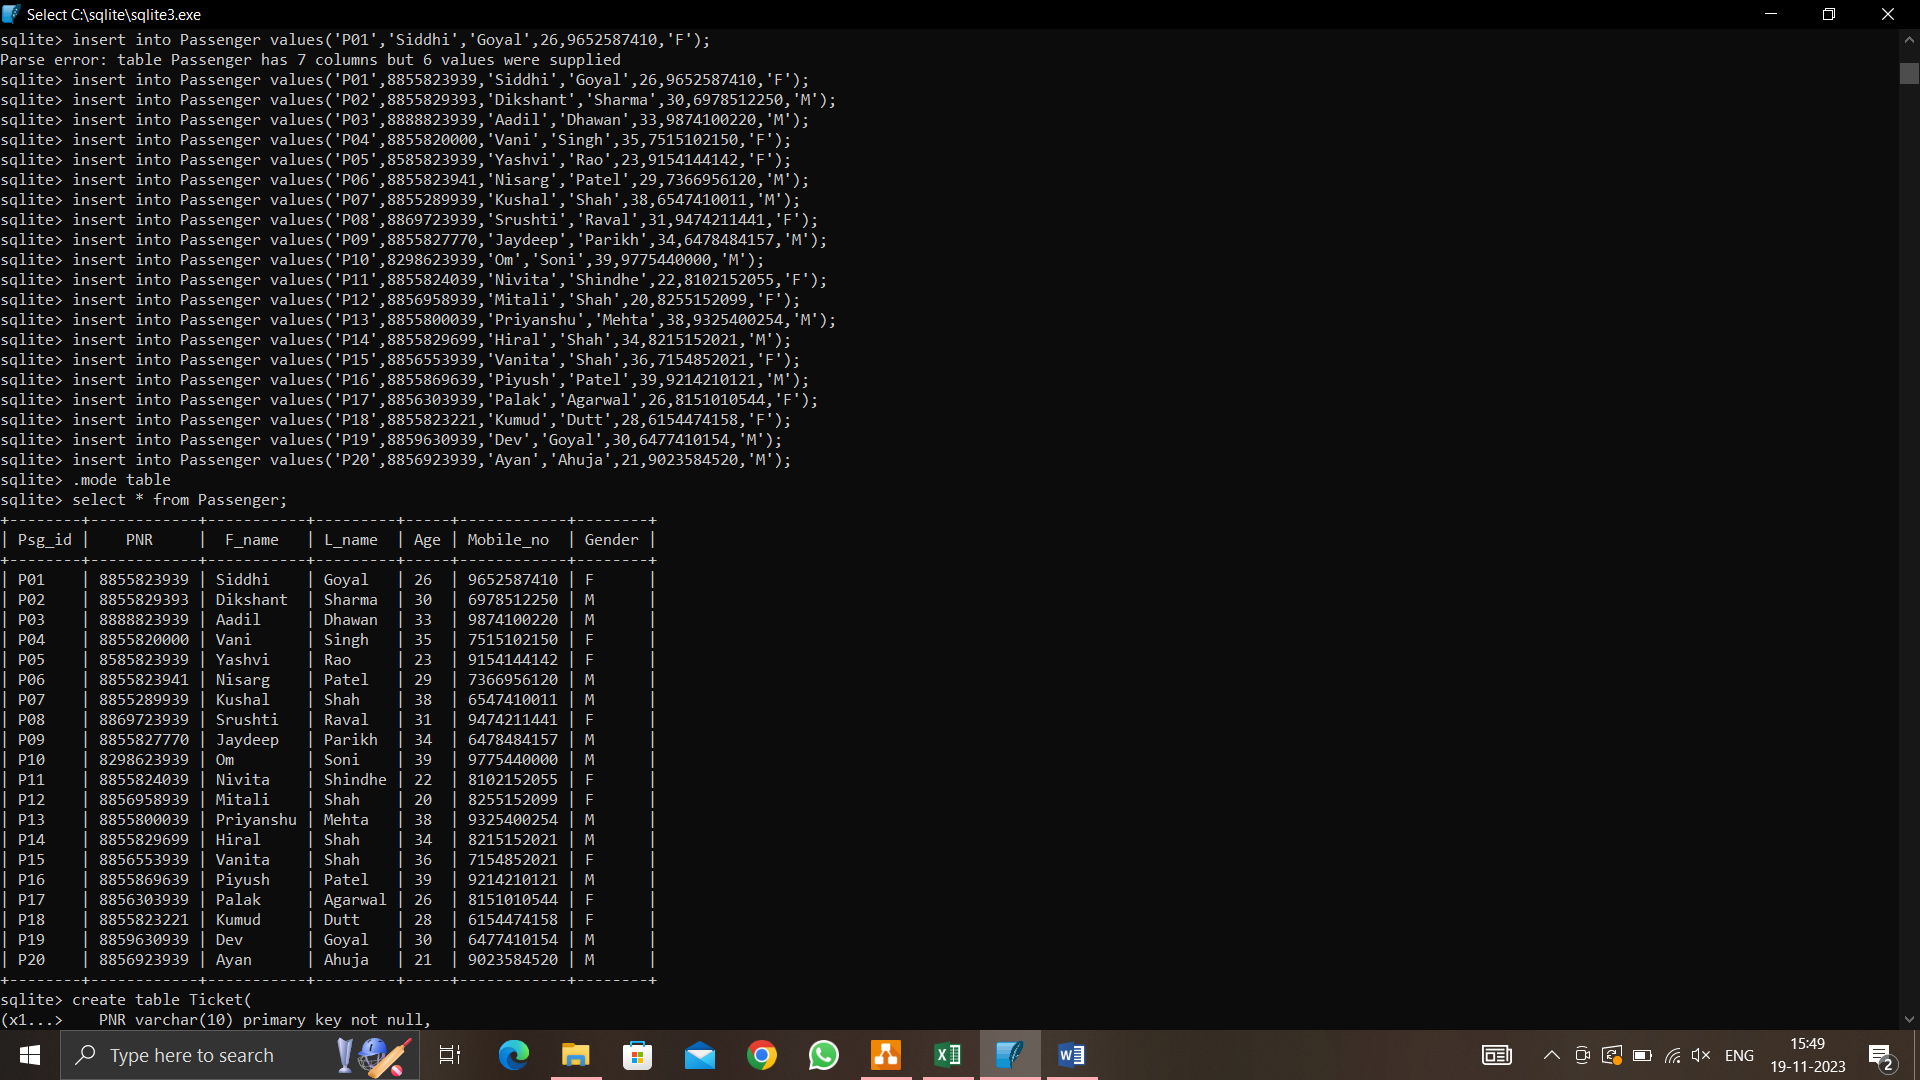 Select C:\sqlite\sqlite3.exe
sqlite> insert into Passenger values('P01','Siddhi','Goyal',26,9652587410,'F');
Parse error: table Passenger has 7 columns but 6 values were supplied
sqlite> insert into Passenger values('P01',8855823939,'Siddhi','Goyal',26,9652587410,'F');
sqlite> insert into Passenger values('P02',8855829393,'Dikshant','Sharma',30,6978512250,'M');
sqlite> insert into Passenger values('P03',8888823939,'Aadil','Dhawan',33,9874100220,'M');
sqlite> insert into Passenger values('P04',8855820000,'Vani','Singh',35,7515102150,'F');
sqlite> insert into Passenger values('P05',8585823939,'Yashvi','Rao',23,9154144142,'F');
sqlite> insert into Passenger values('P06',8855823941,'Nisarg','Patel',29,7366956120,'M');
sqlite> insert into Passenger values('P07',8855289939,'Kushal','Shah',38,6547410011,'M');
sqlite> insert into Passenger values('P08',8869723939,'Srushti','Raval',31,9474211441,'F');
sqlite> insert into Passenger values('P09',8855827770,'Jaydeep','Parikh',34,6478484157,'M');
sqlite> insert into Passenger values('P10',8298623939,'Om','Soni',39,9775440000,'M');
sqlite> insert into Passenger values('P11',8855824039,'Nivita','Shindhe',22,8102152055,'F');
sqlite> insert into Passenger values('P12',8856958939,'Mitali','Shah',20,8255152099,'F');
sqlite> insert into Passenger values('P13',8855800039,'Priyanshu','Mehta',38,9325400254,'M');
sqlite> insert into Passenger values('P14',8855829699,'Hiral','Shah',34,8215152021,'M');
sqlite> insert into Passenger values('P15',8856553939,'Vanita','Shah',36,7154852021,'F');
sqlite> insert into Passenger values('P16',8855869639,'Piyush','Patel',39,9214210121,'M');
sqlite> insert into Passenger values('P17',8856303939,'Palak','Agarwal',26,8151010544,'F');
sqlite> insert into Passenger values('P18',8855823221,'Kumud','Dutt',28,6154474158,'F');
sqlite> insert into Passenger values('P19',8859630939,'Dev','Goyal',30,6477410154,'M');
sqlite> insert into Passenger values('P20',8856923939,'Ayan','Ahuja',21,9023584520,'M');
sqlite> .mode table
sqlite> select * from Passenger;
+--------+------------+-----------+---------+-----+------------+--------+
| Psg_id |    PNR     |  F_name   | L_name  | Age | Mobile_no  | Gender |
+--------+------------+-----------+---------+-----+------------+--------+
| P01    | 8855823939 | Siddhi    | Goyal   | 26  | 9652587410 | F      |
| P02    | 8855829393 | Dikshant  | Sharma  | 30  | 6978512250 | M      |
| P03    | 8888823939 | Aadil     | Dhawan  | 33  | 9874100220 | M      |
| P04    | 8855820000 | Vani      | Singh   | 35  | 7515102150 | F      |
| P05    | 8585823939 | Yashvi    | Rao     | 23  | 9154144142 | F      |
| P06    | 8855823941 | Nisarg    | Patel   | 29  | 7366956120 | M      |
| P07    | 8855289939 | Kushal    | Shah    | 38  | 6547410011 | M      |
| P08    | 8869723939 | Srushti   | Raval   | 31  | 9474211441 | F      |
| P09    | 8855827770 | Jaydeep   | Parikh  | 34  | 6478484157 | M      |
| P10    | 8298623939 | Om        | Soni    | 39  | 9775440000 | M      |
| P11    | 8855824039 | Nivita    | Shindhe | 22  | 8102152055 | F      |
| P12    | 8856958939 | Mitali    | Shah    | 20  | 8255152099 | F      |
| P13    | 8855800039 | Priyanshu | Mehta   | 38  | 9325400254 | M      |
| P14    | 8855829699 | Hiral     | Shah    | 34  | 8215152021 | M      |
| P15    | 8856553939 | Vanita    | Shah    | 36  | 7154852021 | F      |
| P16    | 8855869639 | Piyush    | Patel   | 39  | 9214210121 | M      |
| P17    | 8856303939 | Palak     | Agarwal | 26  | 8151010544 | F      |
| P18    | 8855823221 | Kumud     | Dutt    | 28  | 6154474158 | F      |
| P19    | 8859630939 | Dev       | Goyal   | 30  | 6477410154 | M      |
| P20    | 8856923939 | Ayan      | Ahuja   | 21  | 9023584520 | M      |
+--------+------------+-----------+---------+-----+------------+--------+
sqlite> create table Ticket(
(x1...>    PNR varchar(10) primary key not null,
Type here to search
ENG
15:49
19-11-2023
2